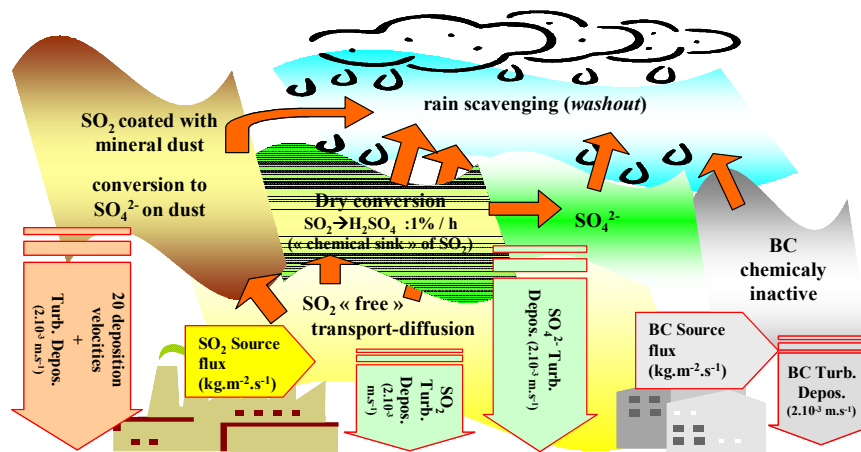 rain scavenging (washout)
SO₂ coated with
mineral dust
conversion to
SO₄²⁻ on dust
Dry conversion
SO₂→H₂SO₄ :1% / h
(« chemical sink » of SO₂)
SO₄²⁻
BC
chemicaly
inactive
SO₂ « free »
transport-diffusion
20 deposition
velocities
+
Turb. Depos.
(2.10⁻³ m.s⁻¹)
SO₂ Source
flux
(kg.m⁻².s⁻¹)
SO₂
Turb.
Depos.
(2.10⁻³
m.s⁻¹)
SO₄²⁻ Turb.
Depos. (2.10⁻³ m.s⁻¹)
BC Source
flux
(kg.m⁻².s⁻¹)
BC Turb.
Depos.
(2.10⁻³ m.s⁻¹)